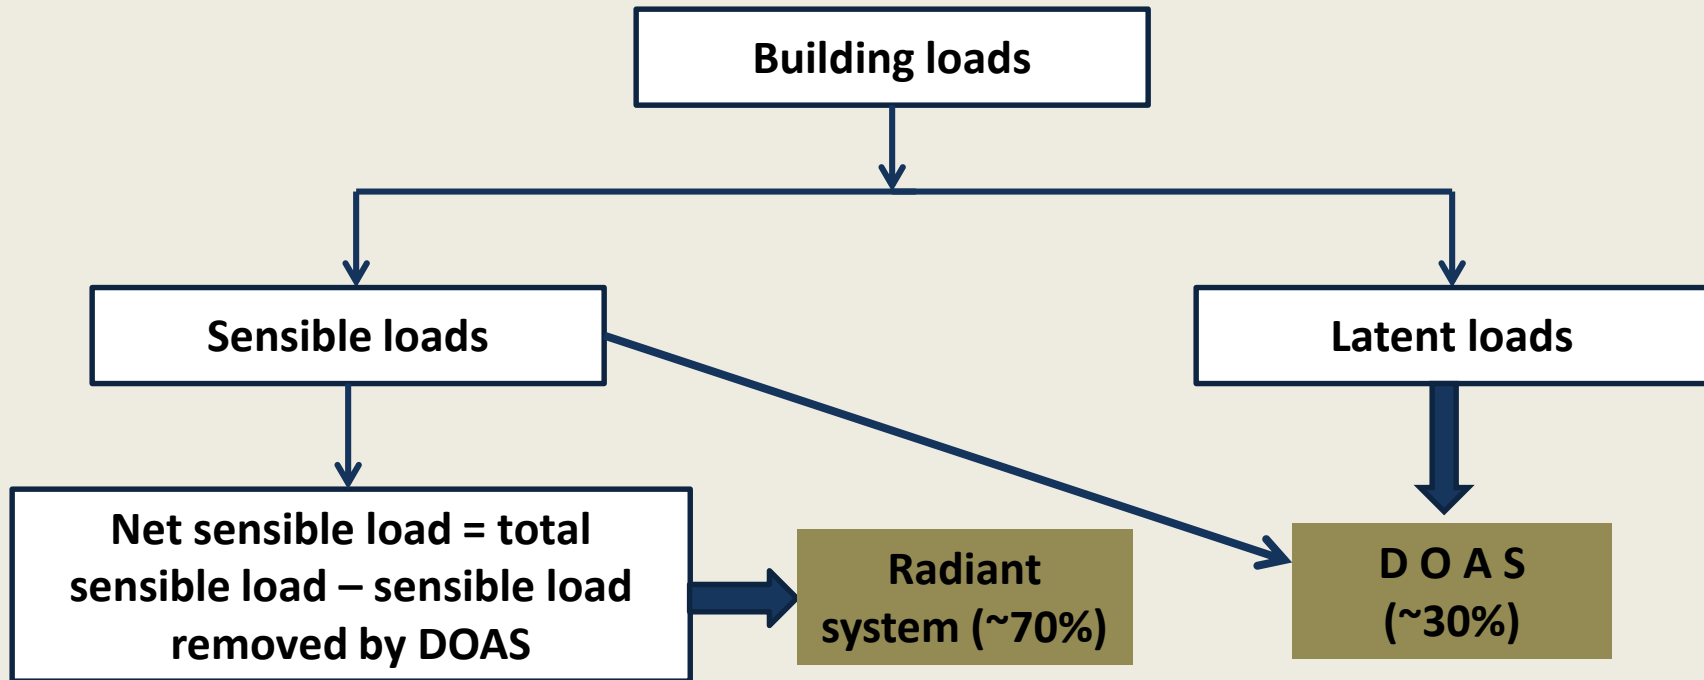 Building loads
Sensible loads
Latent loads
Net sensible load = total
sensible load – sensible load
removed by DOAS
Radiant
system (~70%)
D O A S
(~30%)